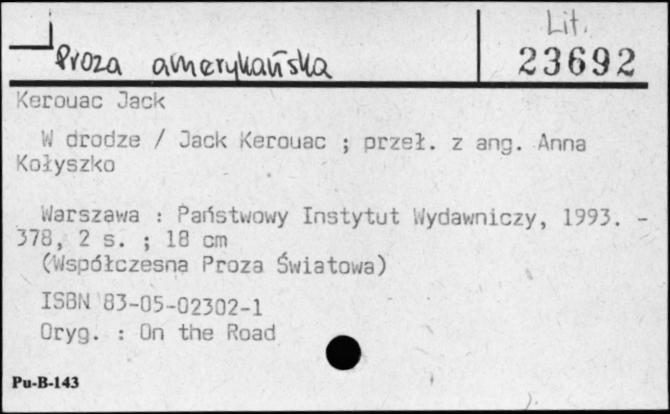 Lit.
Proza amerykańska
23692
Kerouac Jack
W drodze / Jack Kerouac ; przeł. z ang. Anna
Kołyszko
Warszawa : Państwowy Instytut Wydawniczy, 1993. -
378, 2 s. ; 18 cm
(Współczesna Proza Światowa)
ISBN 83-05-02302-1
Oryg. : On the Road
Pu-B-143